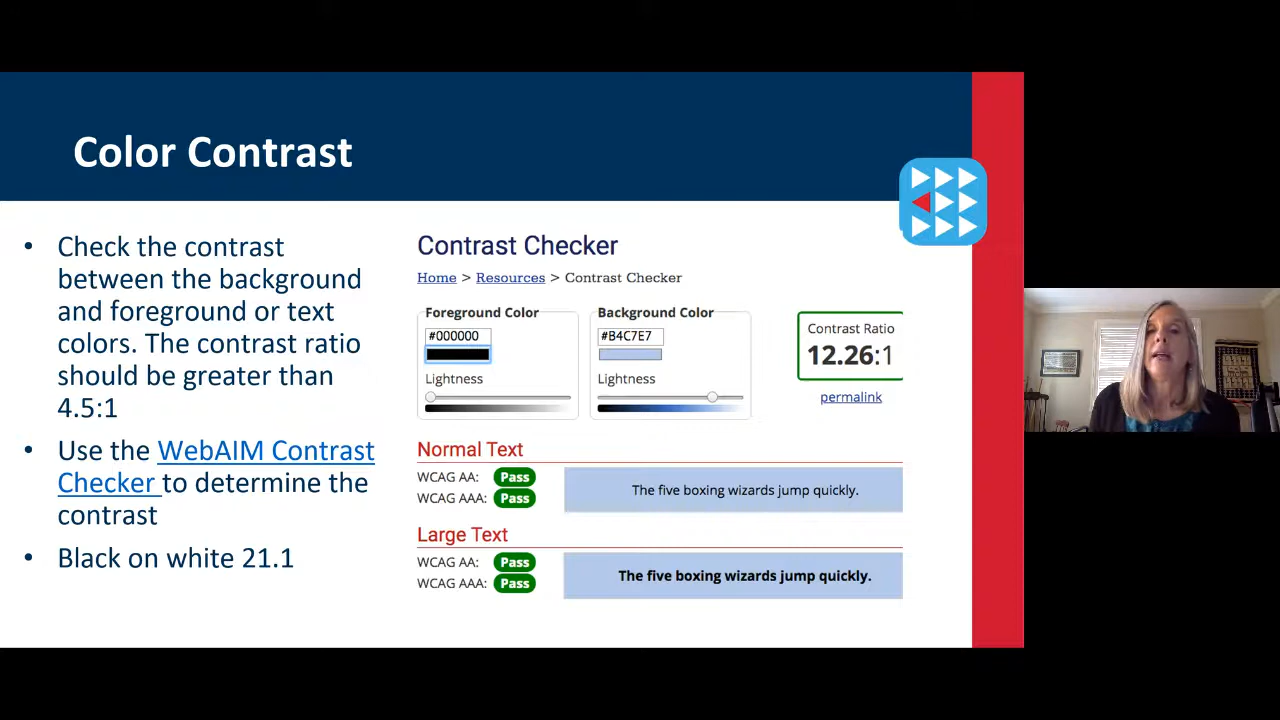 Color Contrast
• Check the contrast
between the background
and foreground or text
colors. The contrast ratio
should be greater than
4.5:1
• Use the WebAIM Contrast
Checker to determine the
contrast
• Black on white 21.1
Contrast Checker
Home > Resources > Contrast Checker
Foreground Color
#000000
Lightness
Background Color
#B4C7E7
Lightness
Contrast Ratio
12.26:1
permalink
Normal Text
WCAG AA: Pass
WCAG AAA: Pass
The five boxing wizards jump quickly.
Large Text
WCAG AA: Pass
WCAG AAA: Pass
The five boxing wizards jump quickly.